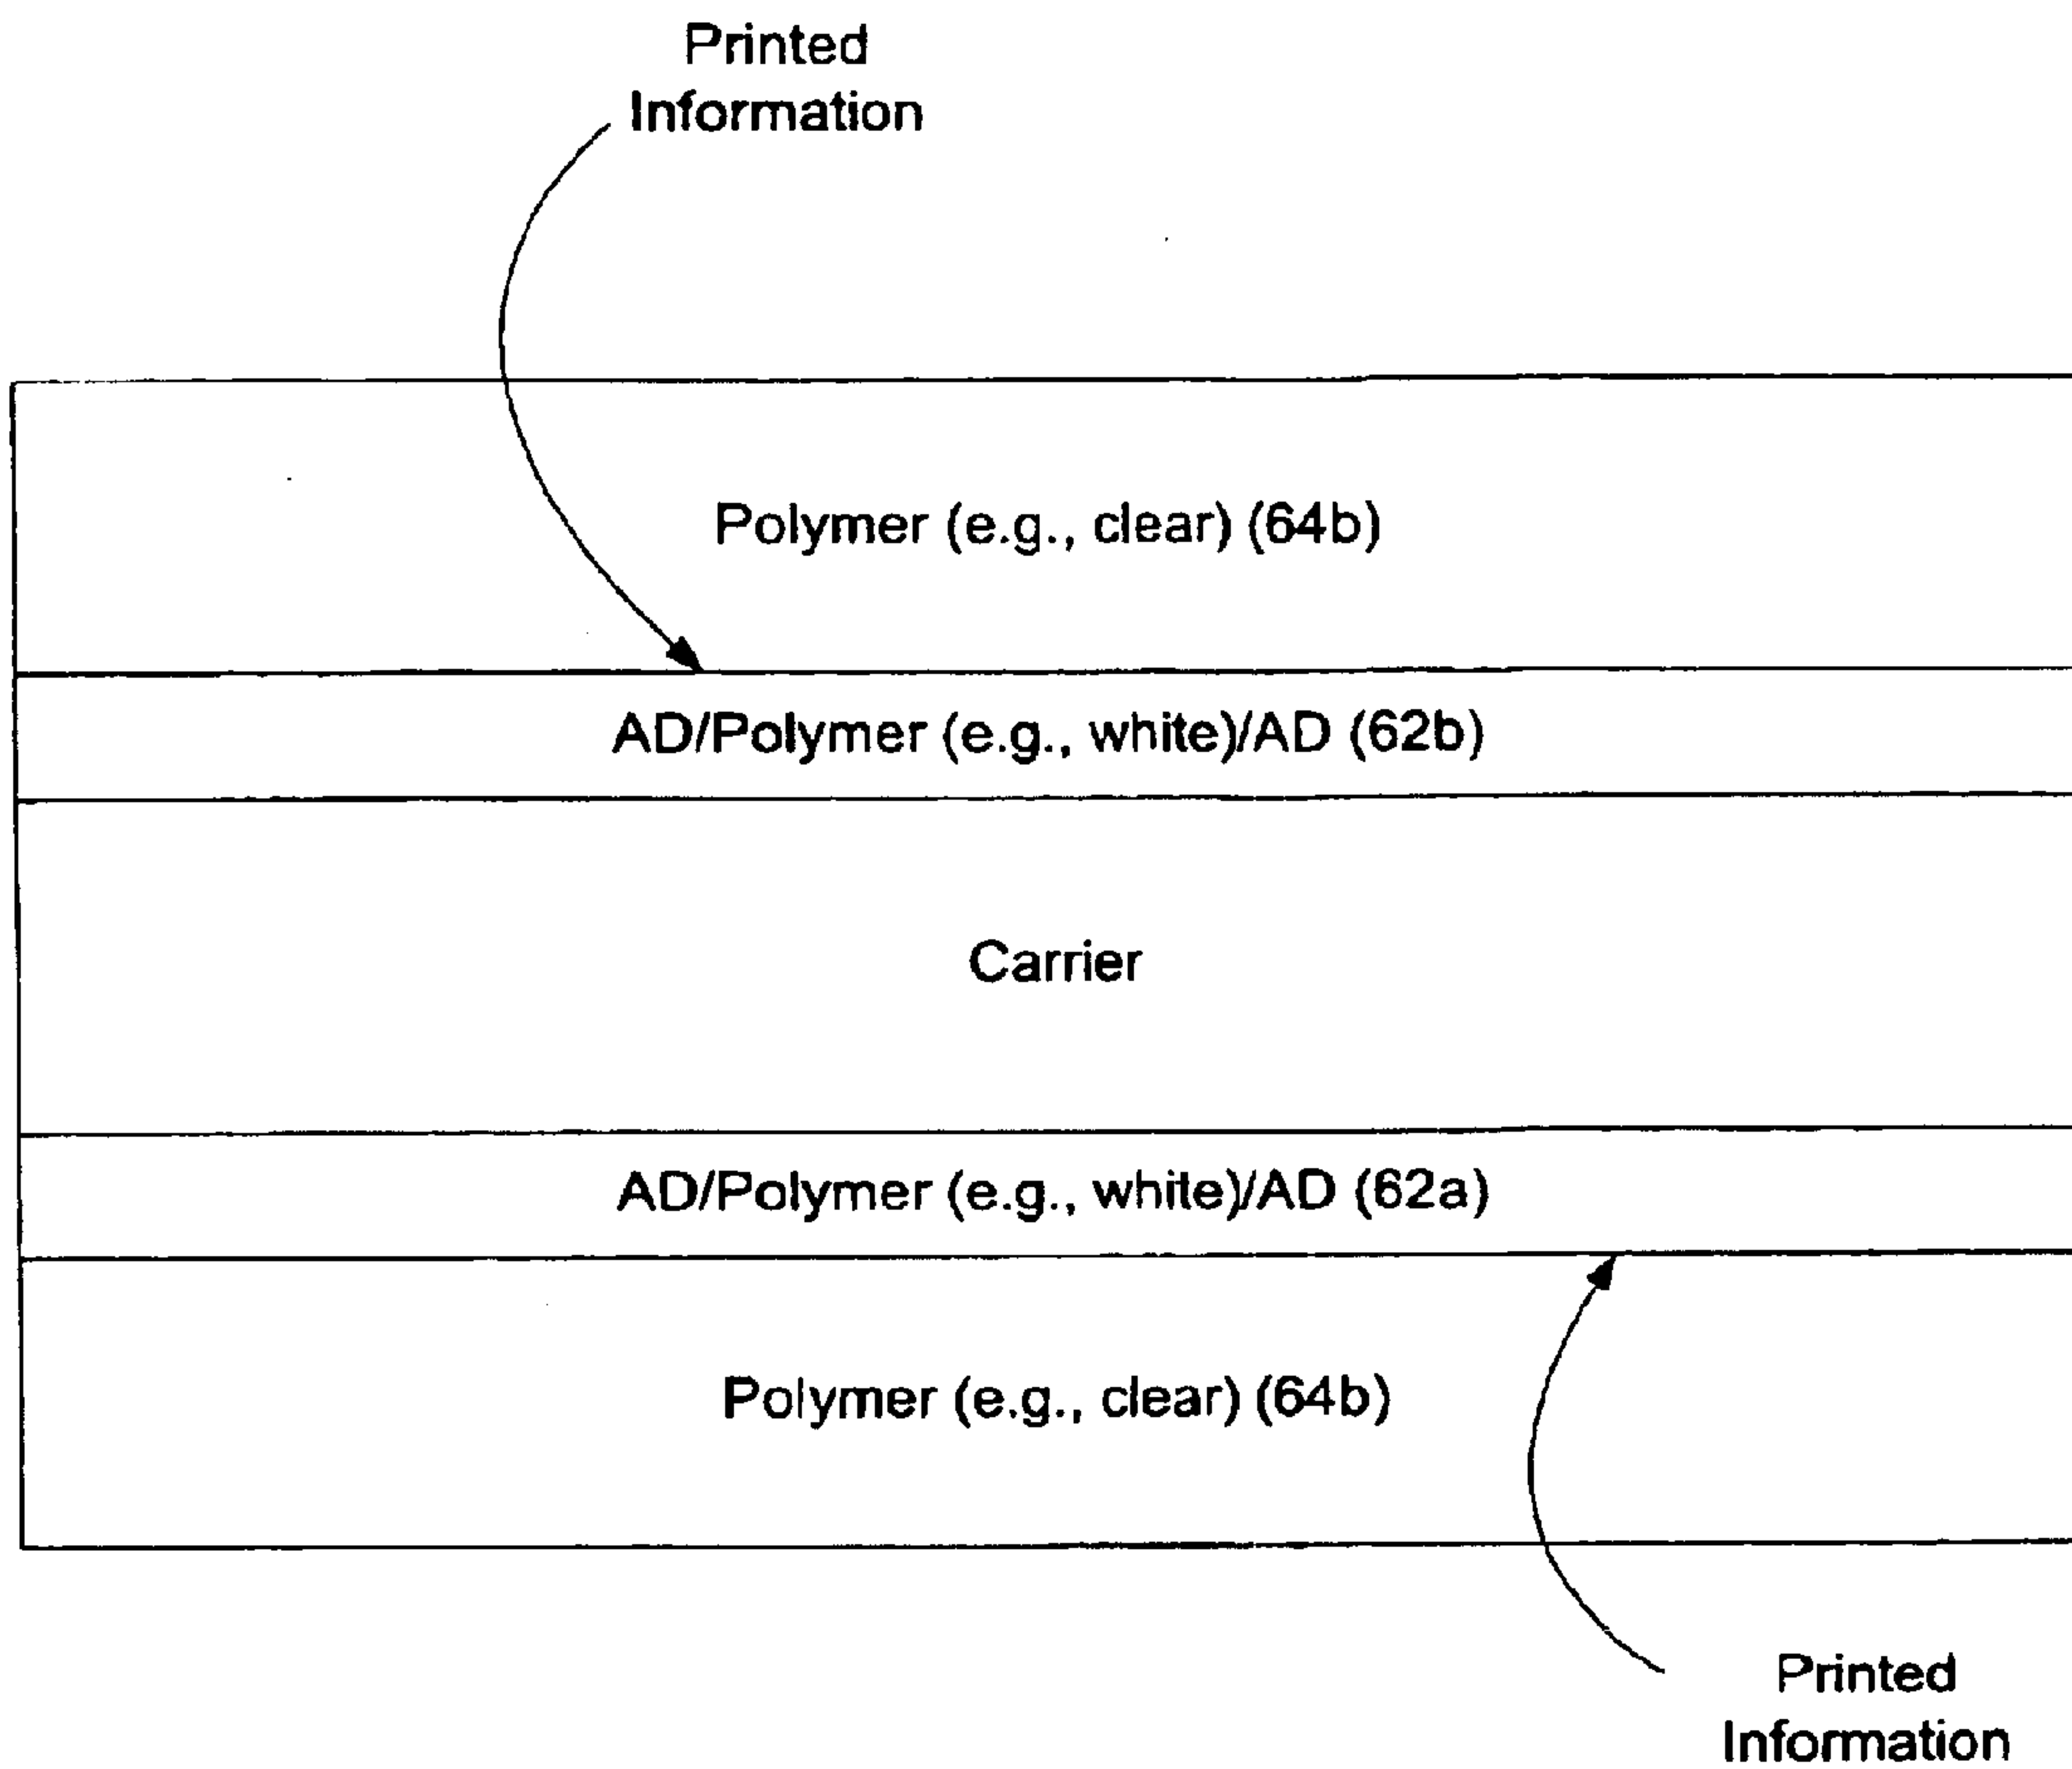 Printed
Information
Polymer (e.g., clear) (64b)
AD/Polymer (e.g., white)/AD (62b)
Carrier
AD/Polymer (e.g., white)/AD (62a)
Polymer (e.g., clear) (64b)
Printed
Information